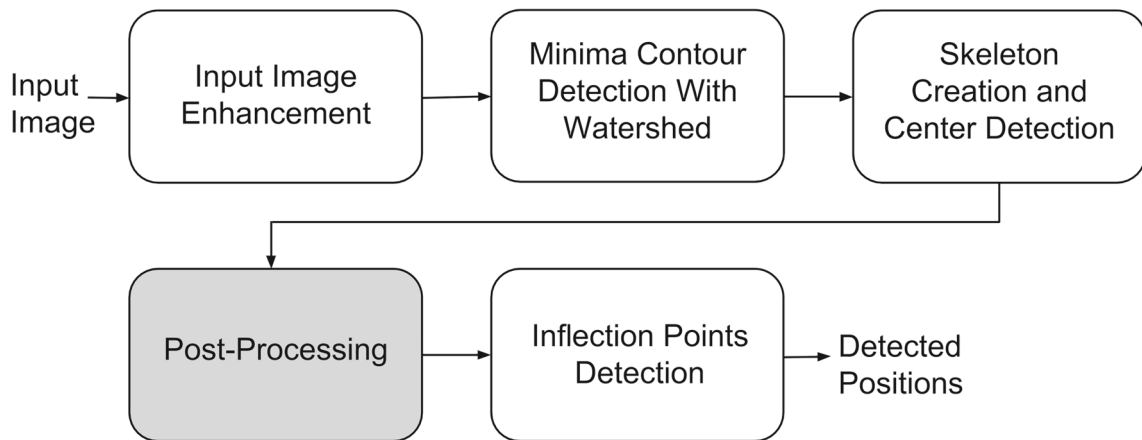 Input
Image
Input Image
Enhancement
Minima Contour
Detection With
Watershed
Skeleton
Creation and
Center Detection
Post-Processing
Inflection Points
Detection
Detected
Positions